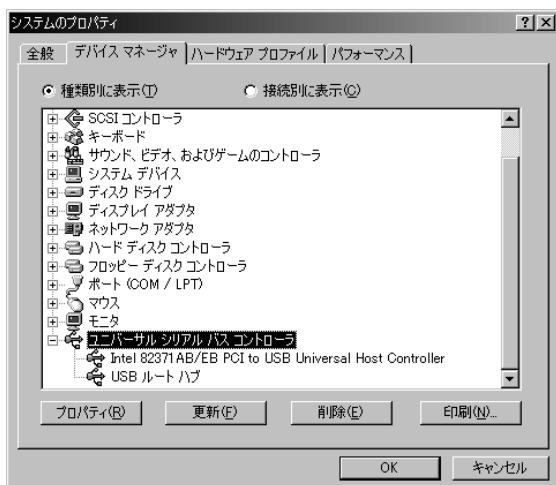 システムのプロパティ
全般 デバイス マネージャ ハードウェア プロファイル パフォーマンス
種類別に表示(T) 接続別に表示(C)
SCSI コントローラ
キーボード
サウンド、ビデオ、およびゲームのコントローラ
システム デバイス
ディスク ドライブ
ディスプレイ アダプタ
ネットワーク アダプタ
ハード ディスク コントローラ
フロッピー ディスク コントローラ
ポート (COM / LPT)
マウス
モニタ
ユニバーサル シリアル バス コントローラ
Intel 82371AB/EB PCI to USB Universal Host Controller
USB ルート ハブ
プロパティ(R) 更新(F) 削除(E) 印刷(N)...
OK キャンセル